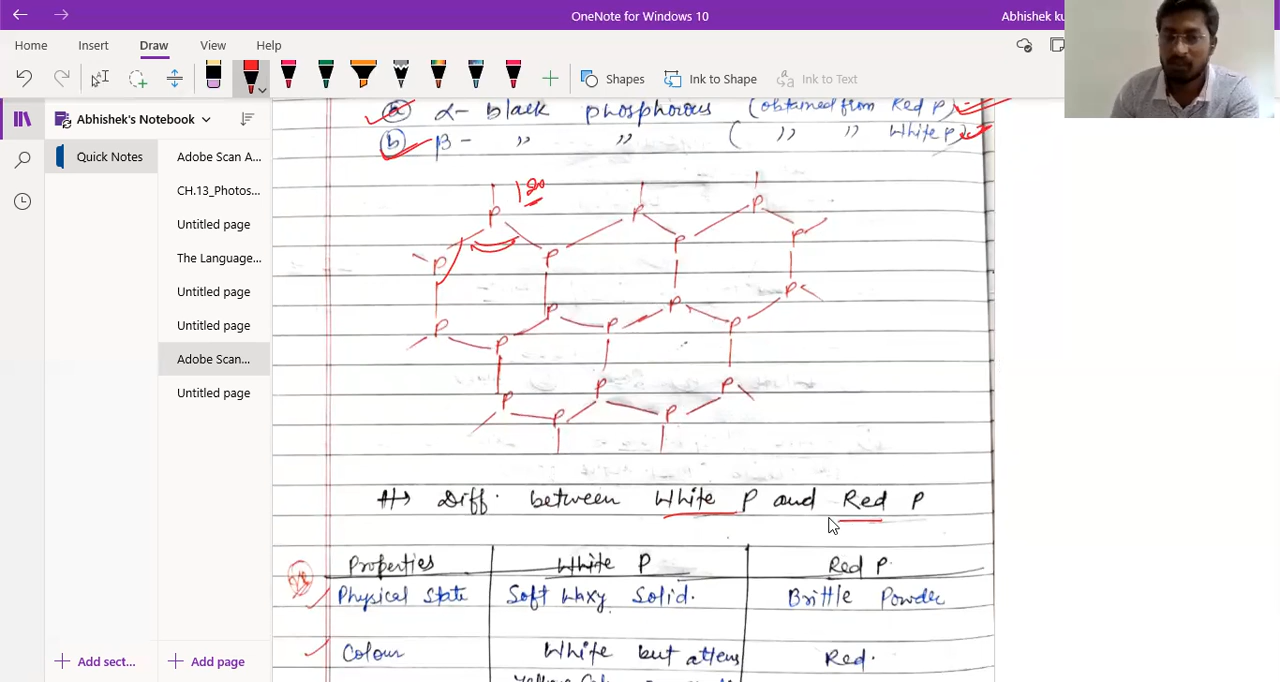 OneNote for Windows 10
Abhishek ku
Home Insert Draw View Help
Shapes Ink to Shape Ink to Text
Abhishek's Notebook
Quick Notes
Adobe Scan A...
CH.13_Photos...
Untitled page
The Language...
Untitled page
Untitled page
Adobe Scan...
Untitled page
Add sect...
Add page
(a) α- black phosphorous (obtained from Red P)
(b) β- ,, ,, ( ,, ,, White P)
P P P
P P P P
P P P
P P P P
P P P P
Diff. between White P and Red P
Properties White P Red P.
Physical State Soft Waxy Solid. Brittle Powder
Colour White but attens Red.